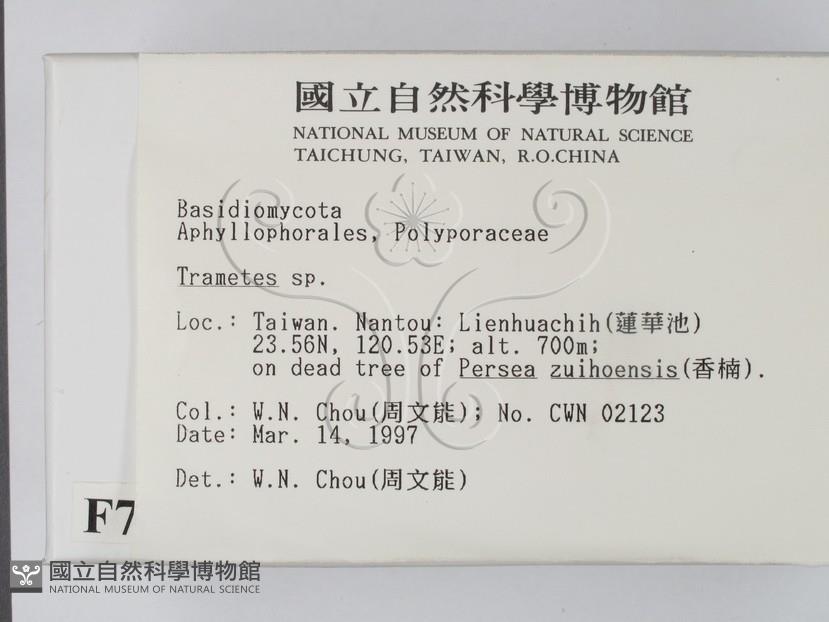 國立自然科學博物館
NATIONAL MUSEUM OF NATURAL SCIENCE
TAICHUNG, TAIWAN, R.O.CHINA
Basidiomycota
Aphyllophorales, Polyporaceae
Trametes sp.
Loc.: Taiwan. Nantou: Lienhuachih(蓮華池)
23.56N, 120.53E; alt. 700m;
on dead tree of Persea zuihoensis(香楠).
Col.: W.N. Chou(周文能); No. CWN 02123
Date: Mar. 14, 1997
Det.: W.N. Chou(周文能)
F7
國立自然科學博物館
NATIONAL MUSEUM OF NATURAL SCIENCE